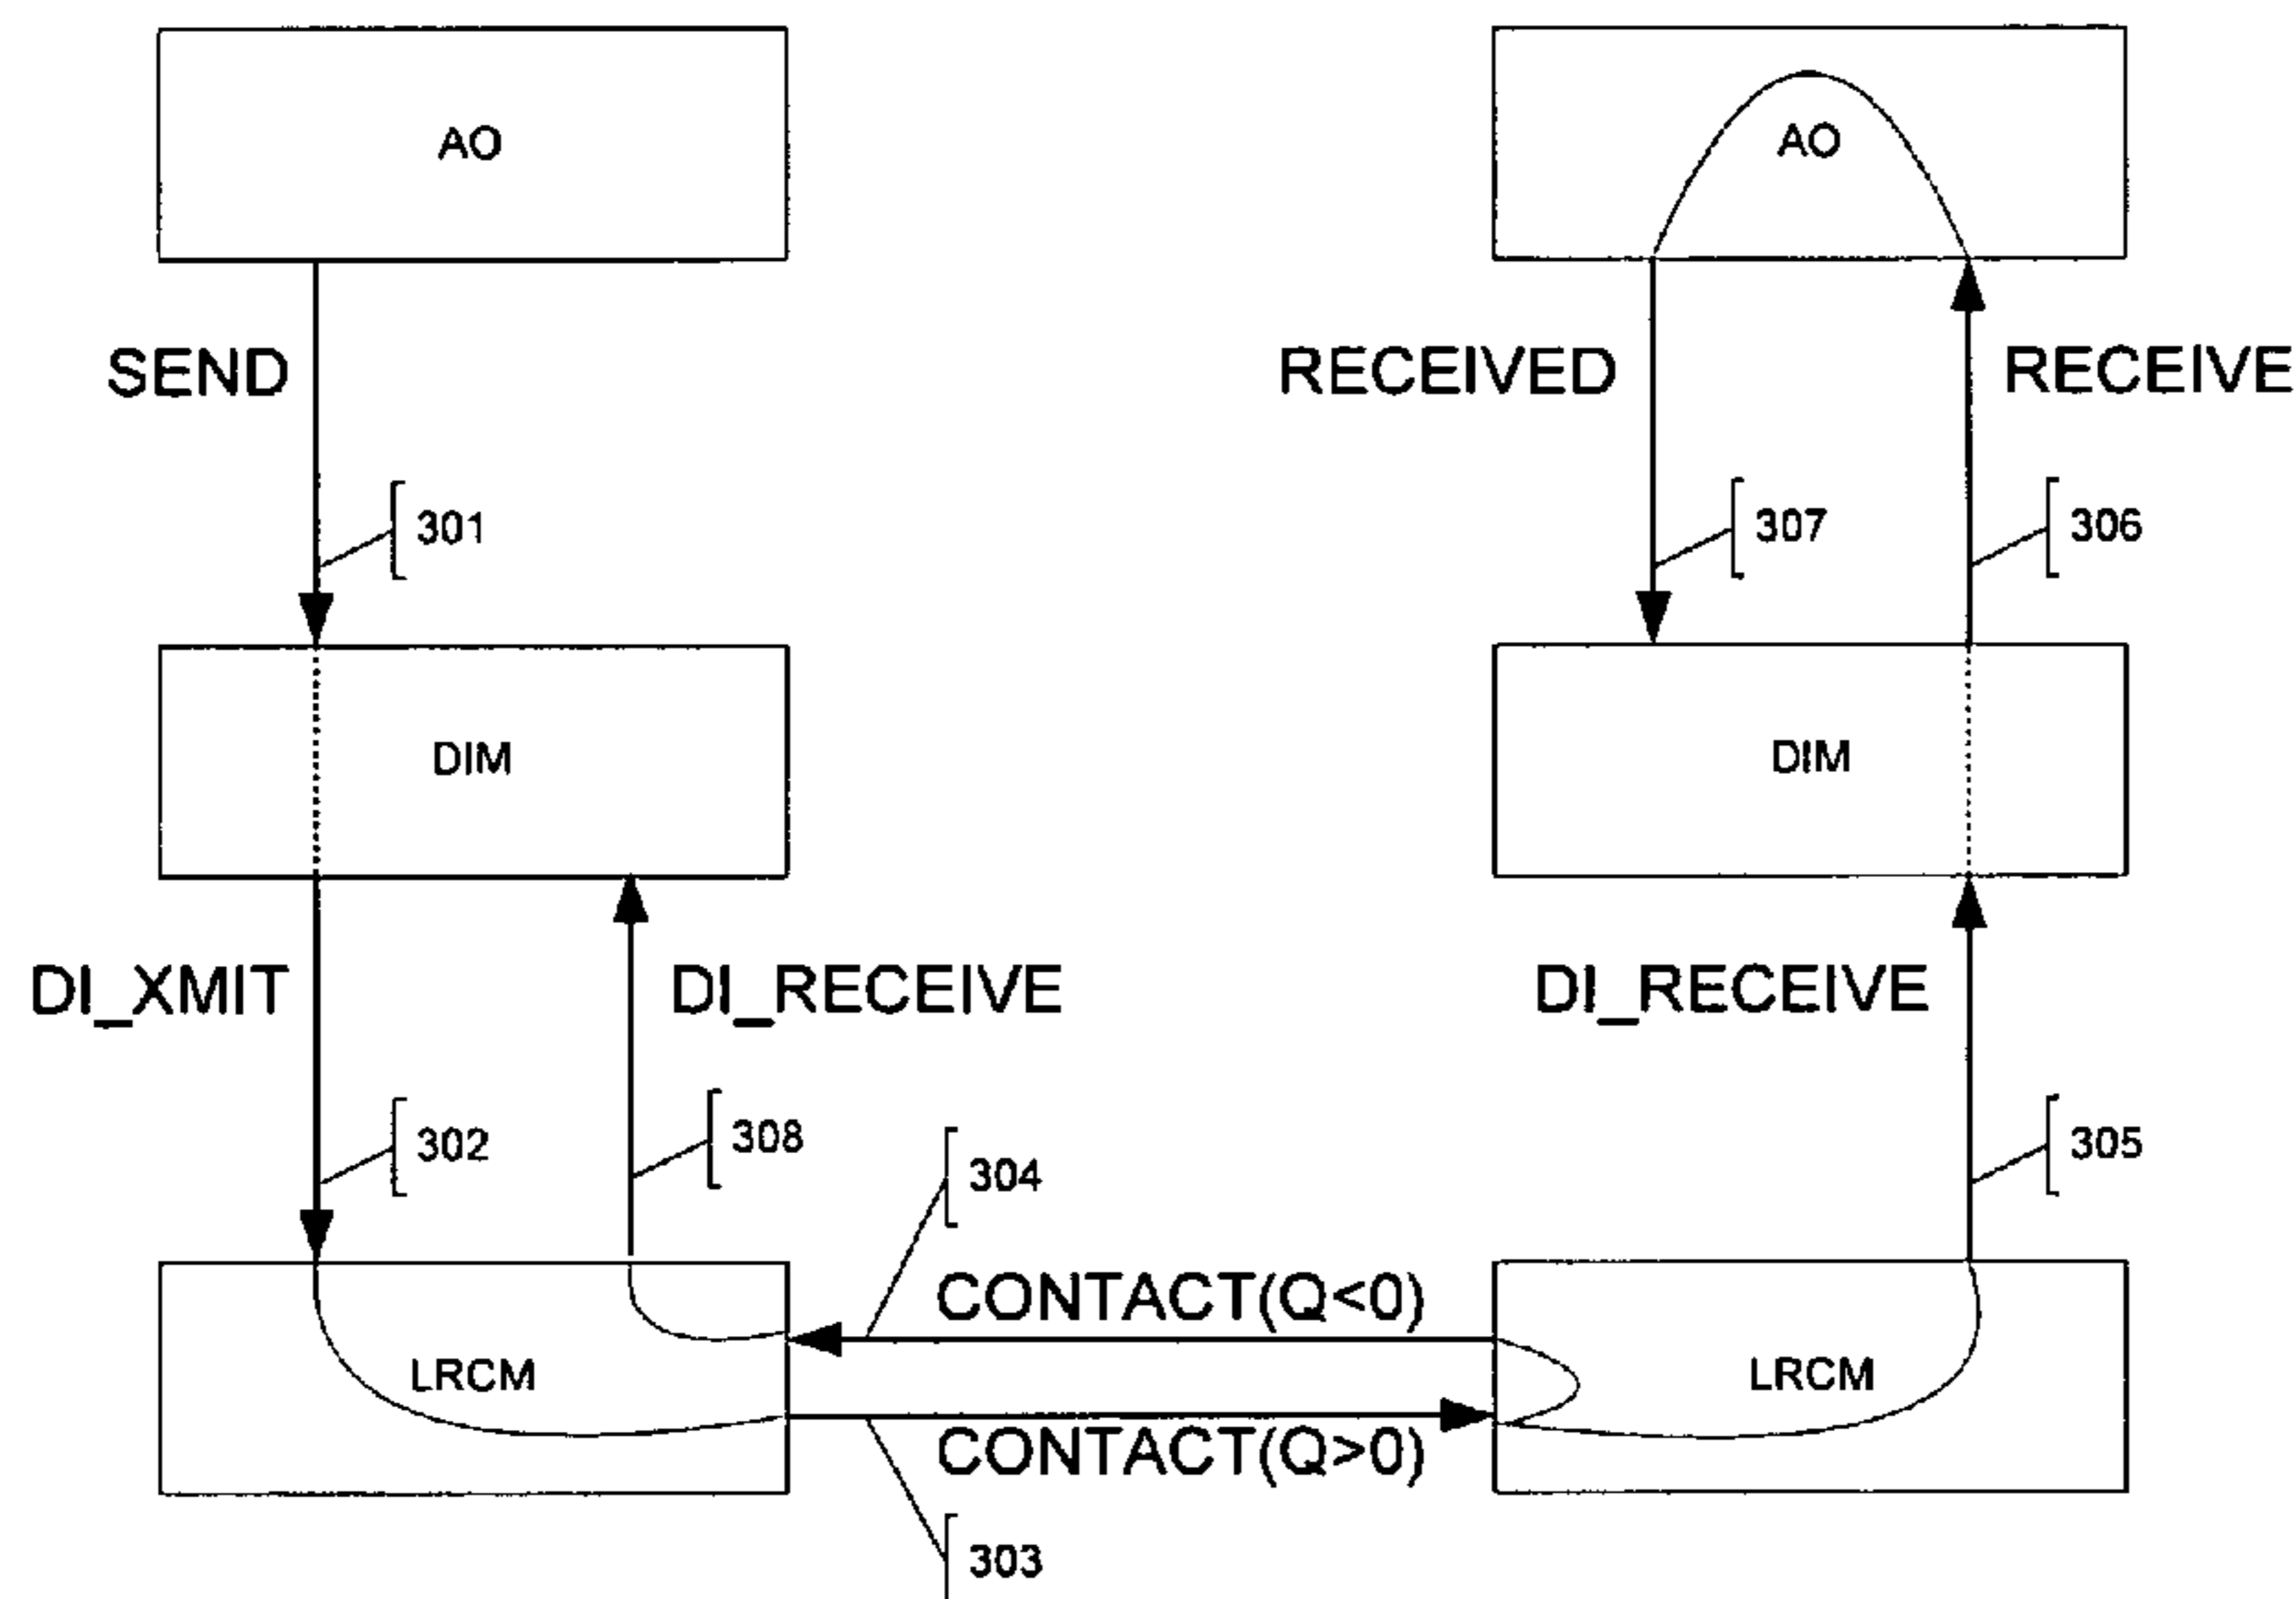 AO
AO
SEND
RECEIVED
RECEIVE
301
307
306
DIM
DIM
DI_XMIT
DI_RECEIVE
DI_RECEIVE
302
308
304
305
CONTACT(Q<0)
LRCM
LRCM
CONTACT(Q>0)
303